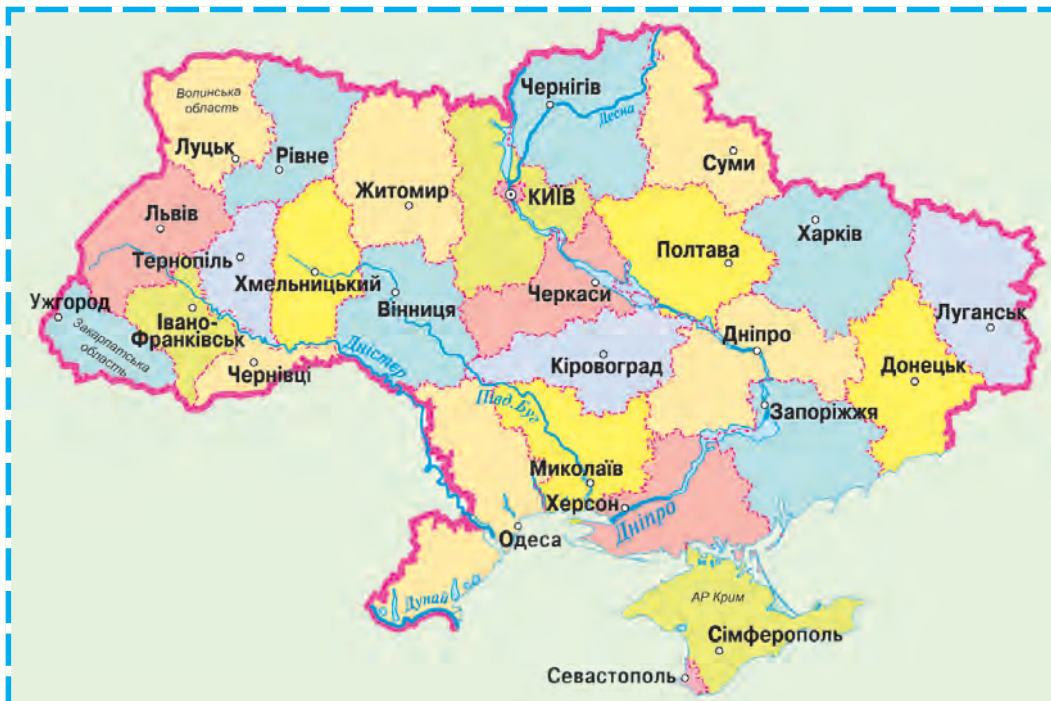 Чернігів
Десна
Волинська
область
Луцьк
Рівне
Суми
Житомир
КИЇВ
Львів
Харків
Полтава
Тернопіль
Хмельницький
Черкаси
Ужгород
Вінниця
Луганськ
Івано-
Франківськ
Закарпатська
область
Дніпро
Дністер
Кіровоград
Донецьк
Чернівці
Півд. Буг
Запоріжжя
Миколаїв
Херсон
Дніпро
Одеса
Дунай
АР Крим
Сімферополь
Севастополь